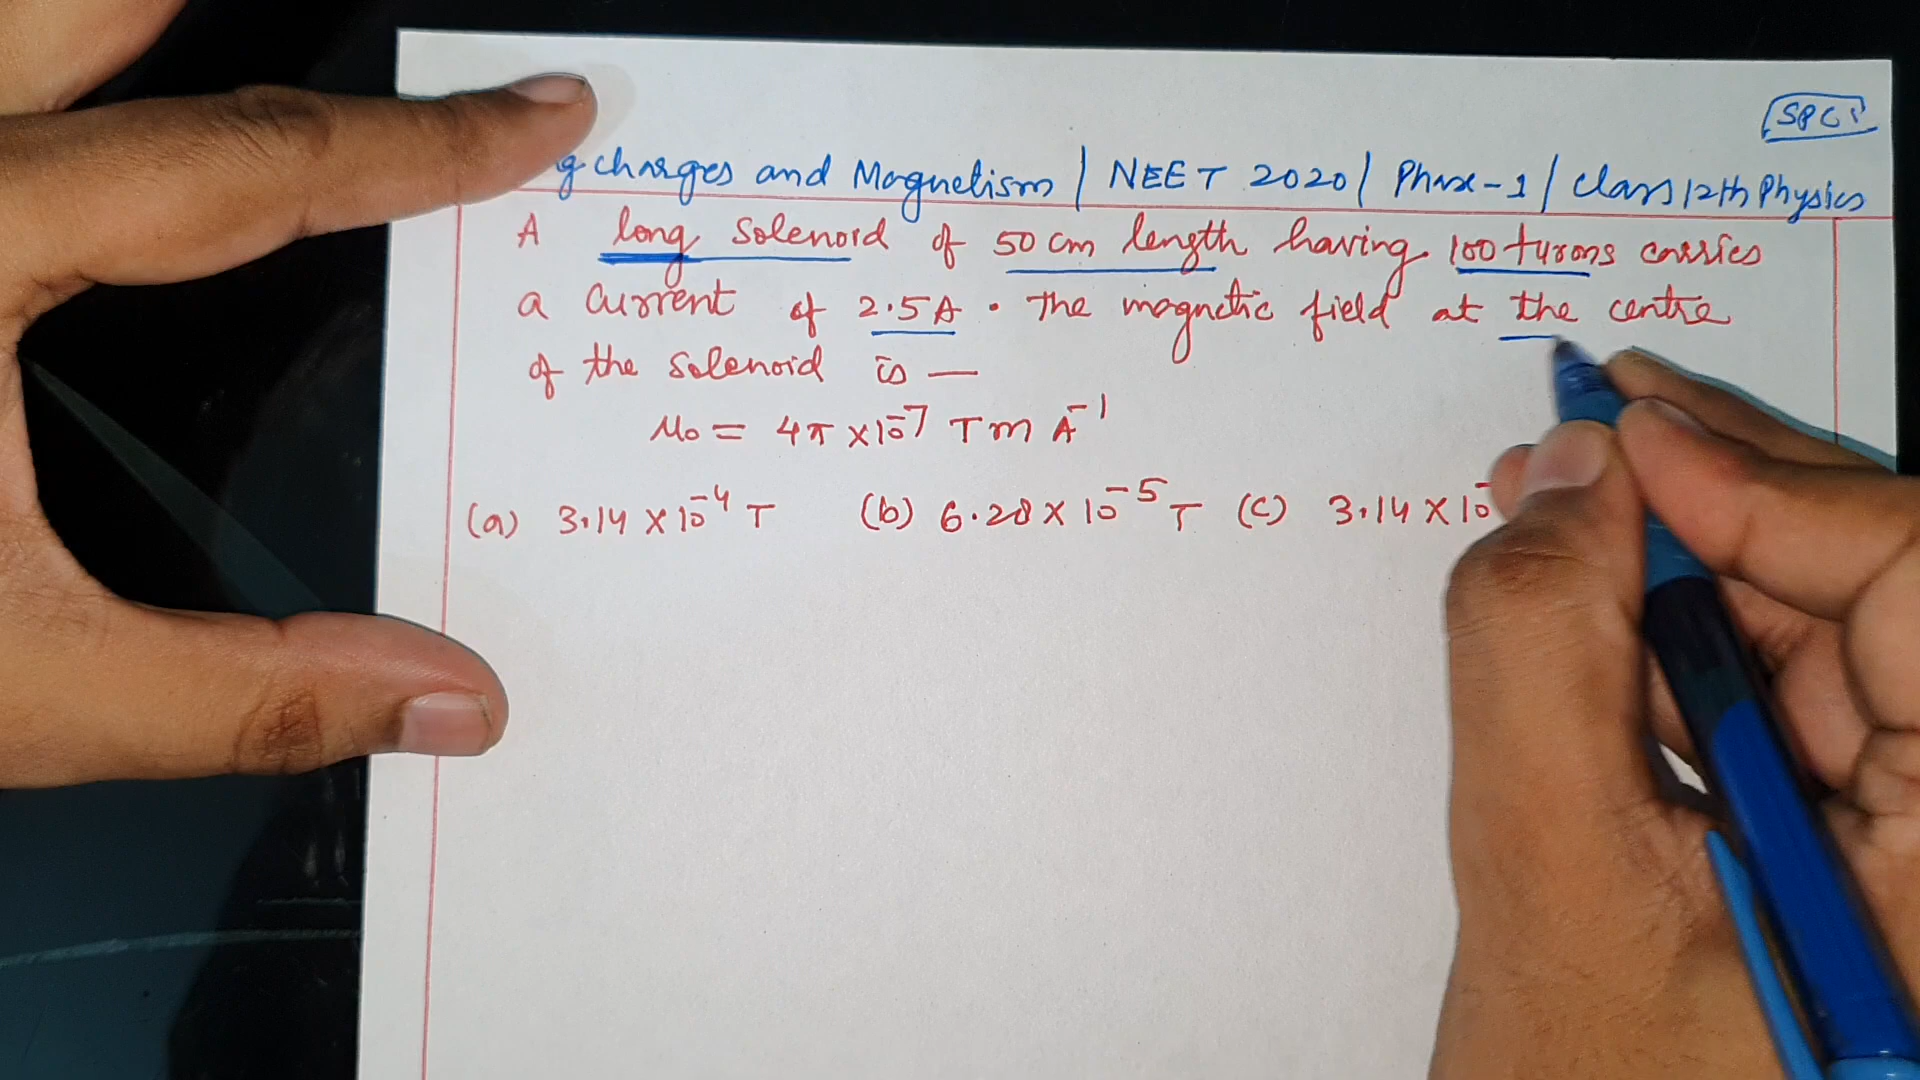 SPCS
g charges and Magnetism | NEET 2020 | Phase-1 | Class 12th Physics
A long solenoid of 50 cm length having 100 turns carries
a current of 2.5A. The magnetic field at the centre
of the solenoid is —
μ₀ = 4π×10⁻⁷ T m A⁻¹
(a) 3.14 × 10⁻⁴ T (b) 6.28 × 10⁻⁵ T (c) 3.14 × 10⁻